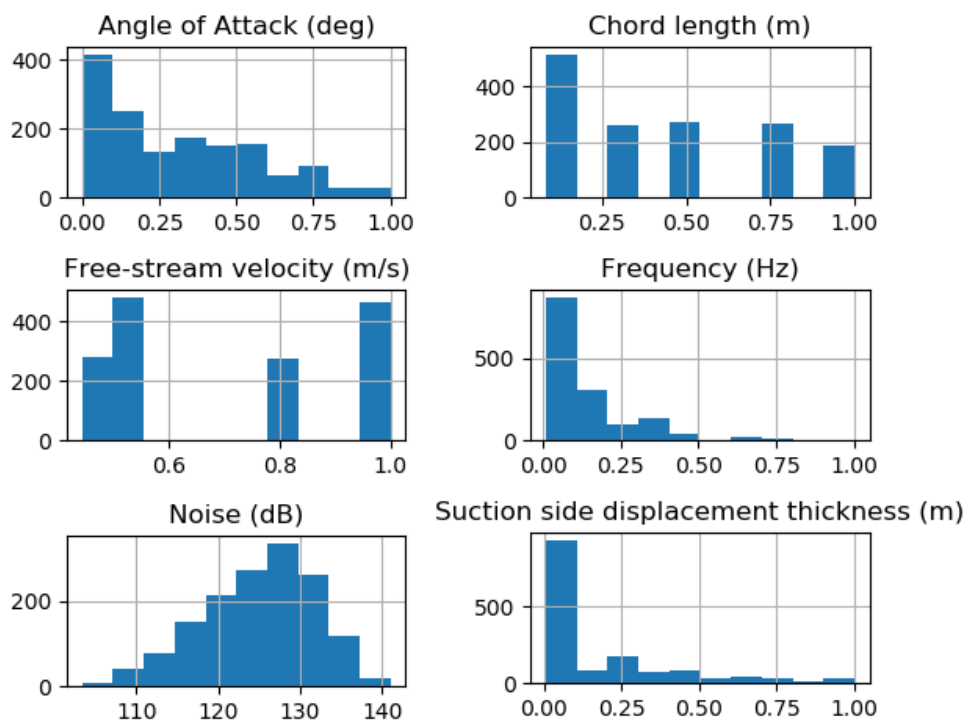 Angle of Attack (deg)
400
200
0
0.00 0.25 0.50 0.75 1.00
Chord length (m)
400
200
0
0.25 0.50 0.75 1.00
Free-stream velocity (m/s)
400
200
0
0.6 0.8 1.0
Frequency (Hz)
500
0
0.00 0.25 0.50 0.75 1.00
Noise (dB)
200
0
110 120 130 140
Suction side displacement thickness (m)
500
0
0.00 0.25 0.50 0.75 1.00